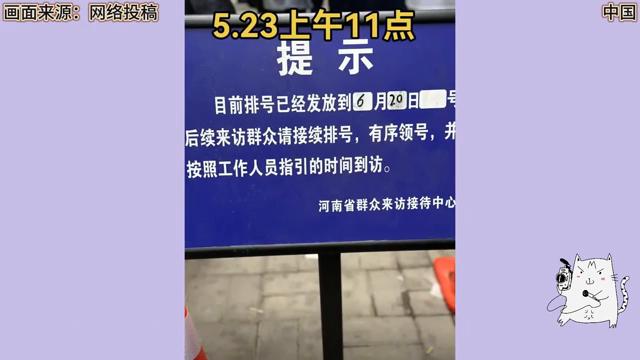 画面来源：网络投稿
中国
5.23上午11点
提示
目前排号已经发放到6月20日 号
后续来访群众请接续排号，有序领号，并
按照工作人员指引的时间到访。
河南省群众来访接待中心